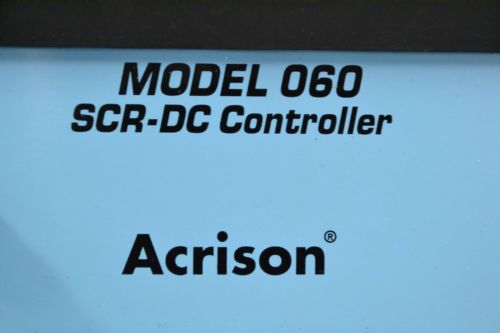 MODEL 060
SCR-DC Controller
Acrison®